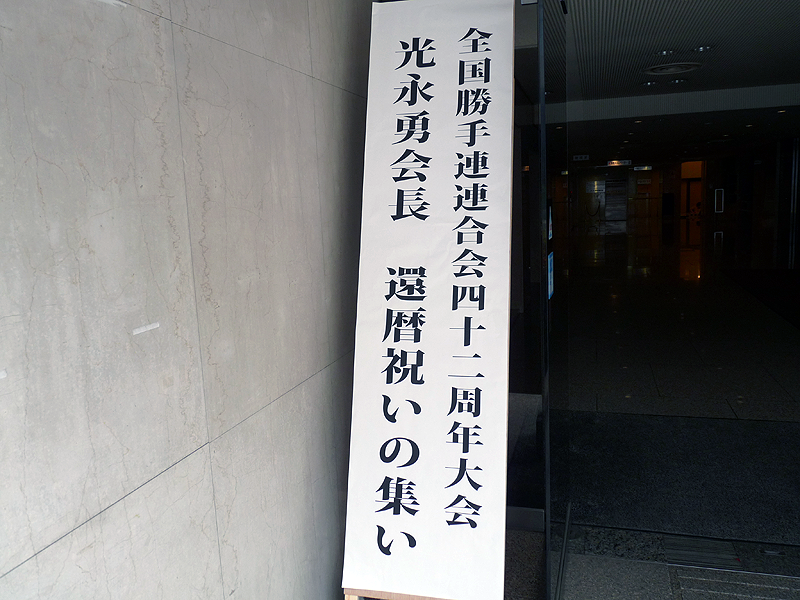 全国勝手連連合会四十二周年大会
光永勇会長　還暦祝いの集い